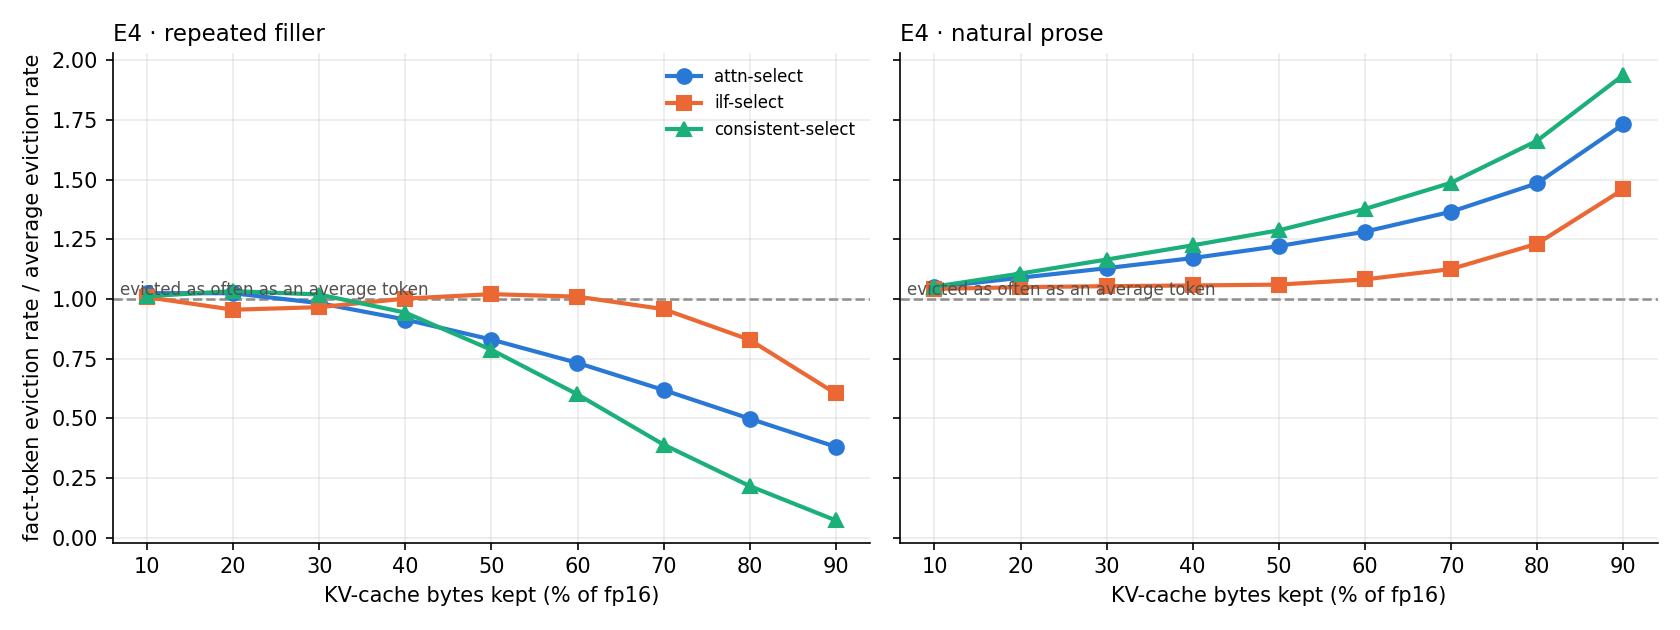 E4 · repeated filler
fact-token eviction rate / average eviction rate
2.00
1.75
1.50
1.25
1.00
0.75
0.50
0.25
0.00
attn-select
ilf-select
consistent-select
evicted as often as an average token
10 20 30 40 50 60 70 80 90
KV-cache bytes kept (% of fp16)
E4 · natural prose
evicted as often as an average token
10 20 30 40 50 60 70 80 90
KV-cache bytes kept (% of fp16)